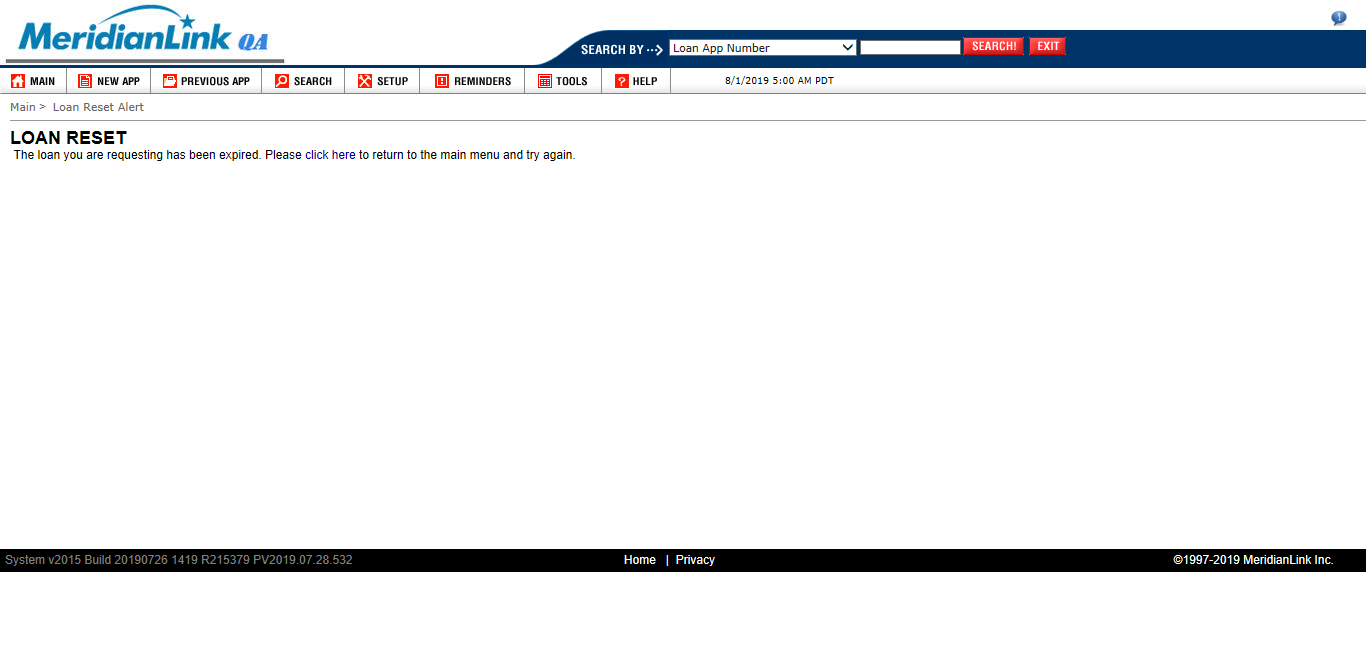 MeridianLink QA
SEARCH BY ··> Loan App Number SEARCH! EXIT
MAIN NEW APP PREVIOUS APP SEARCH SETUP REMINDERS TOOLS HELP 8/1/2019 5:00 AM PDT
Main > Loan Reset Alert
LOAN RESET
The loan you are requesting has been expired. Please click here to return to the main menu and try again.
System v2015 Build 20190726 1419 R215379 PV2019.07.28.532 Home | Privacy ©1997-2019 MeridianLink Inc.